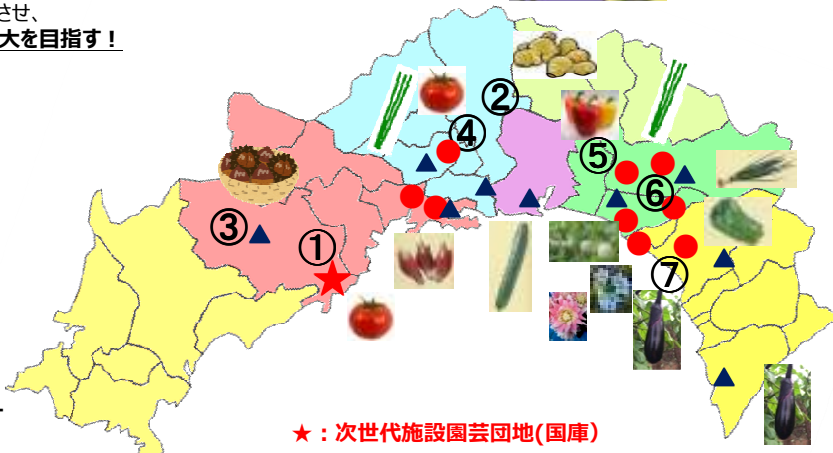 させ、
大を目指す！
②
④
⑤
⑥
③
①
⑦
★：次世代施設園芸団地(国庫）